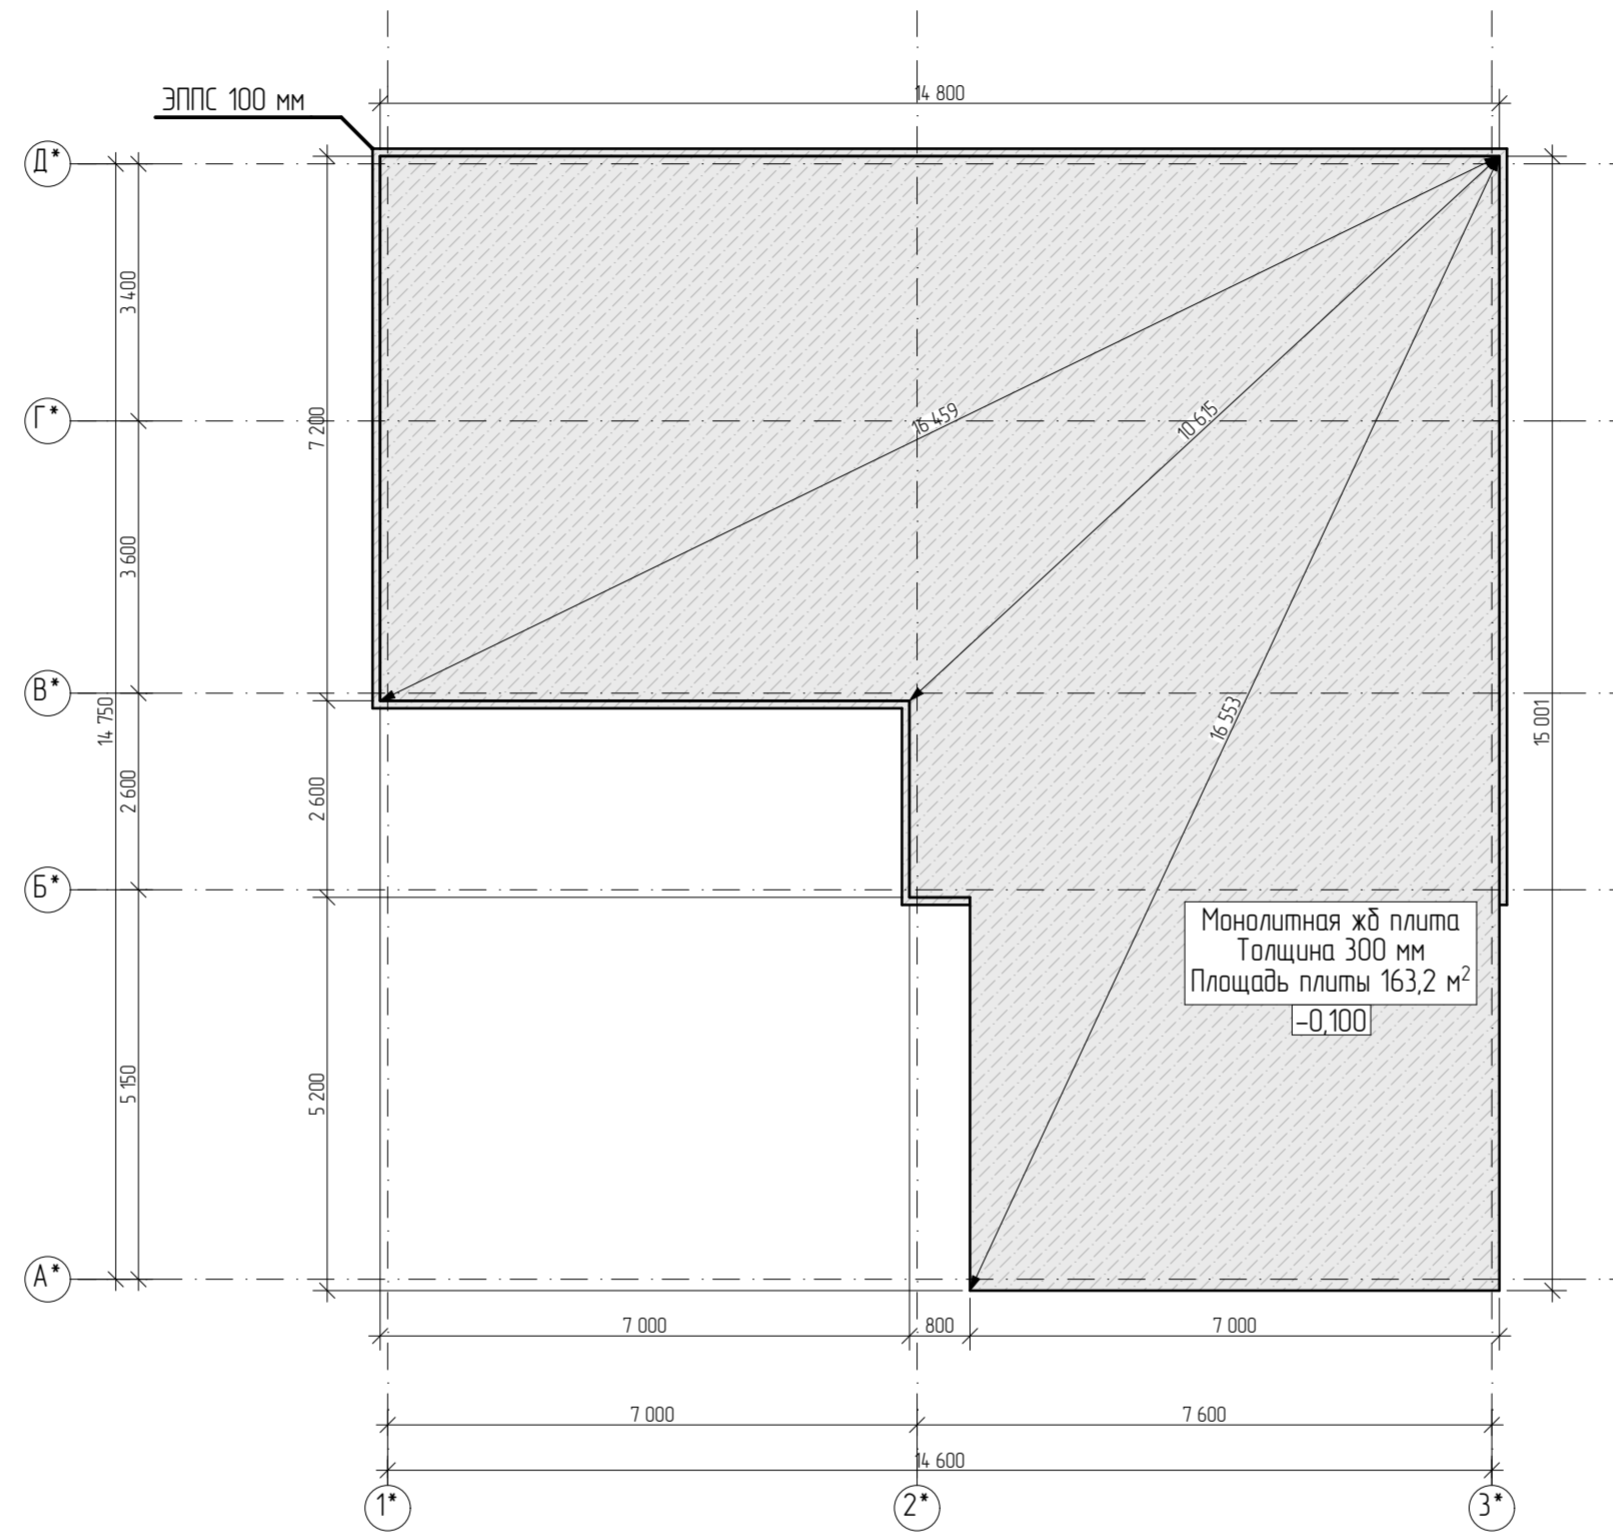 14 800
ЭППС 100 мм
Д*
3 400
7 200
16 459
10 615
Г*
3 600
В*
14 750
16 553
15 001
2 600
2 600
Б*
Монолитная жб плита
Толщина 300 мм
Площадь плиты 163,2 м²
-0,100
5 150
5 200
А*
7 000
800
7 000
7 000
7 600
14 600
1*
2*
3*